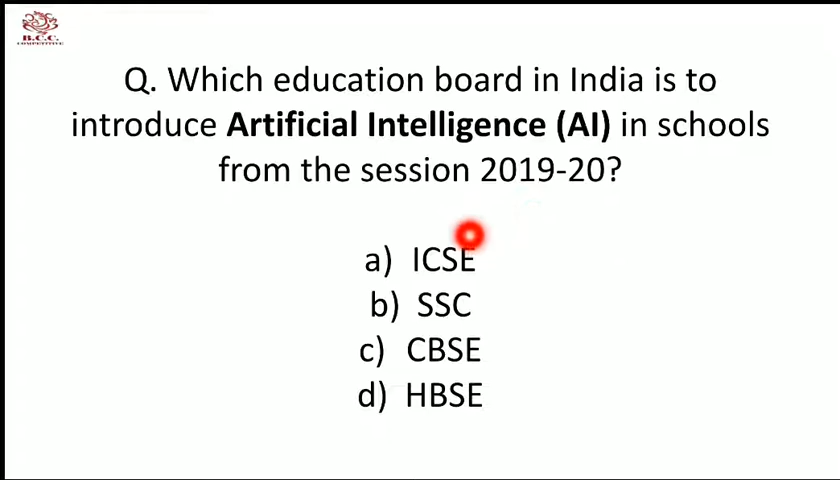 B.C.C.
COMPETITIVE
Q. Which education board in India is to
introduce Artificial Intelligence (AI) in schools
from the session 2019-20?
a) ICSE
b) SSC
c) CBSE
d) HBSE